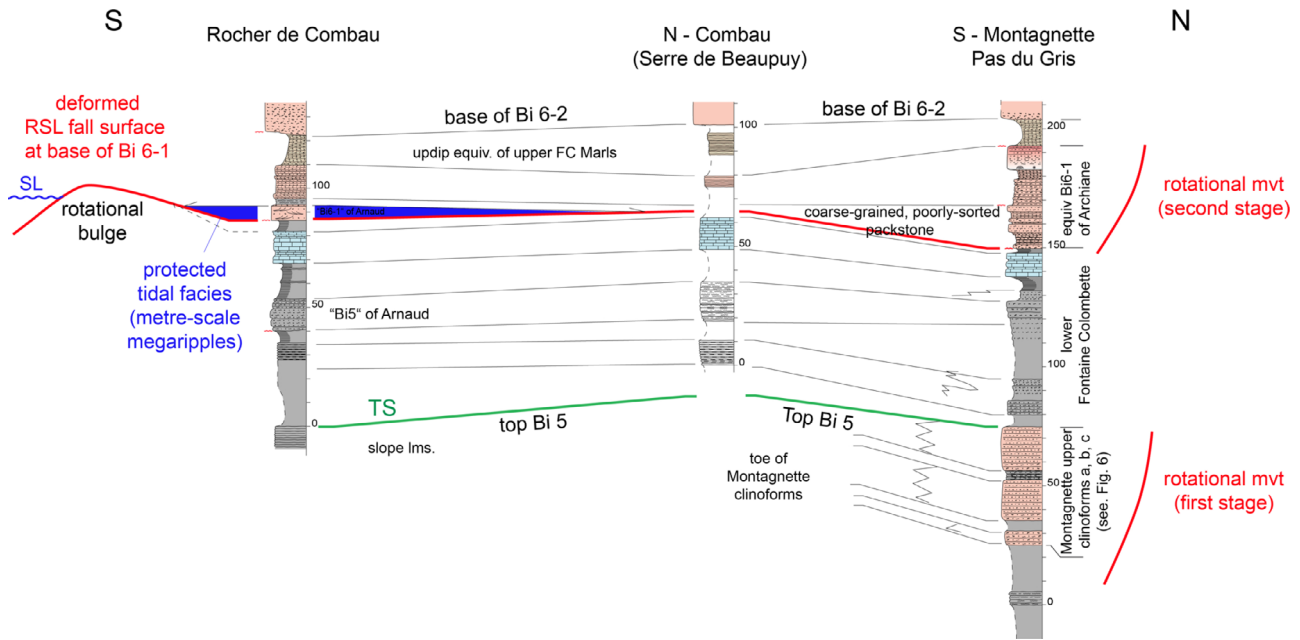 S
N
Rocher de Combau
N - Combau
(Serre de Beaupuy)
S - Montagnette
Pas du Gris
deformed
RSL fall surface
at base of Bi 6-1
SL
rotational
bulge
protected
tidal facies
(metre-scale
megaripples)
base of Bi 6-2
base of Bi 6-2
updip equiv. of upper FC Marls
"Bi6-1" of Arnaud
coarse-grained, poorly-sorted
packstone
"Bi5" of Arnaud
TS
top Bi 5
Top Bi 5
slope lms.
toe of
Montagnette
clinoforms
100
50
0
100
50
0
200
150
100
50
0
equiv Bi6-1
of Archiane
lower
Fontaine Colombette
Montagnette upper
clinoforms a, b, c
(see. Fig. 6)
rotational mvt
(second stage)
rotational mvt
(first stage)